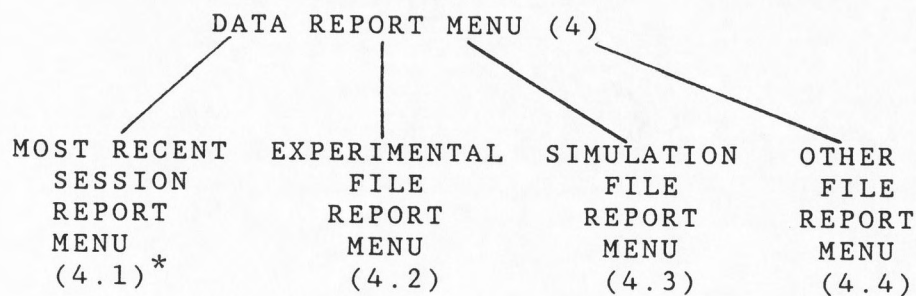 DATA REPORT MENU (4)
MOST RECENT
SESSION
REPORT
MENU
(4.1)*
EXPERIMENTAL
FILE
REPORT
MENU
(4.2)
SIMULATION
FILE
REPORT
MENU
(4.3)
OTHER
FILE
REPORT
MENU
(4.4)